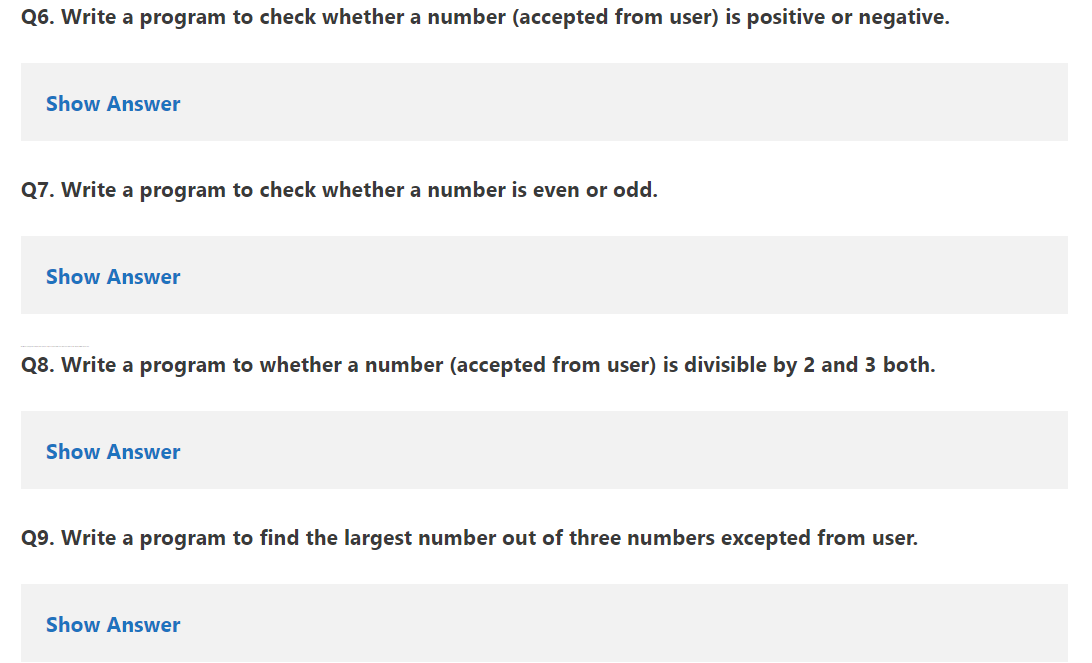 Q6. Write a program to check whether a number (accepted from user) is positive or negative.
Show Answer
Q7. Write a program to check whether a number is even or odd.
Show Answer
Q8. Write a program to whether a number (accepted from user) is divisible by 2 and 3 both.
Show Answer
Q9. Write a program to find the largest number out of three numbers excepted from user.
Show Answer